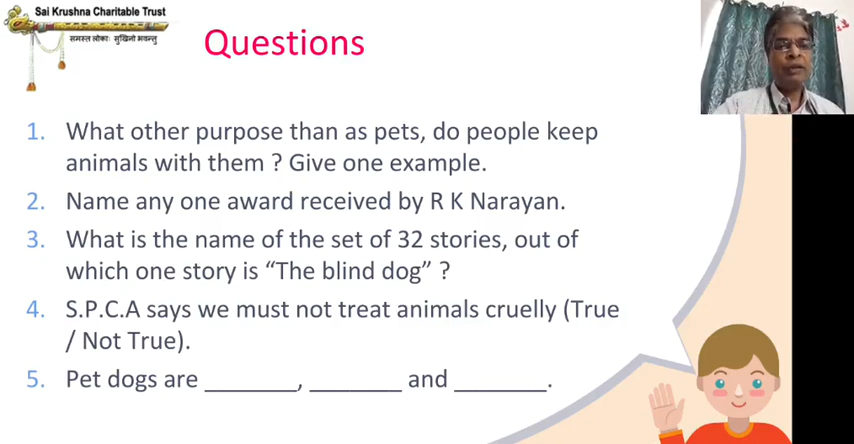 Sai Krushna Charitable Trust
समस्त लोकाः सुखिनो भवन्तु
Questions
1. What other purpose than as pets, do people keep
animals with them ? Give one example.
2. Name any one award received by R K Narayan.
3. What is the name of the set of 32 stories, out of
which one story is “The blind dog” ?
4. S.P.C.A says we must not treat animals cruelly (True
/ Not True).
5. Pet dogs are _______, _______ and _______.